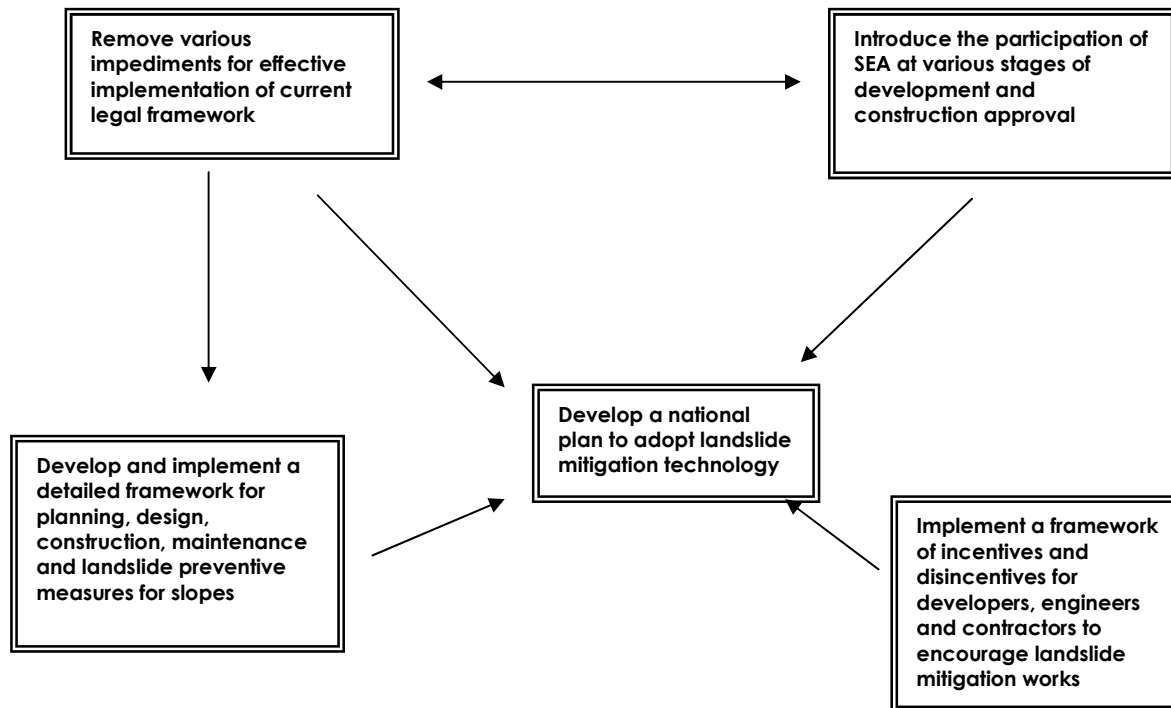 Remove various
impediments for effective
implementation of current
legal framework
Introduce the participation of
SEA at various stages of
development and
construction approval
Develop a national
plan to adopt landslide
mitigation technology
Develop and implement a
detailed framework for
planning, design,
construction, maintenance
and landslide preventive
measures for slopes
Implement a framework
of incentives and
disincentives for
developers, engineers
and contractors to
encourage landslide
mitigation works